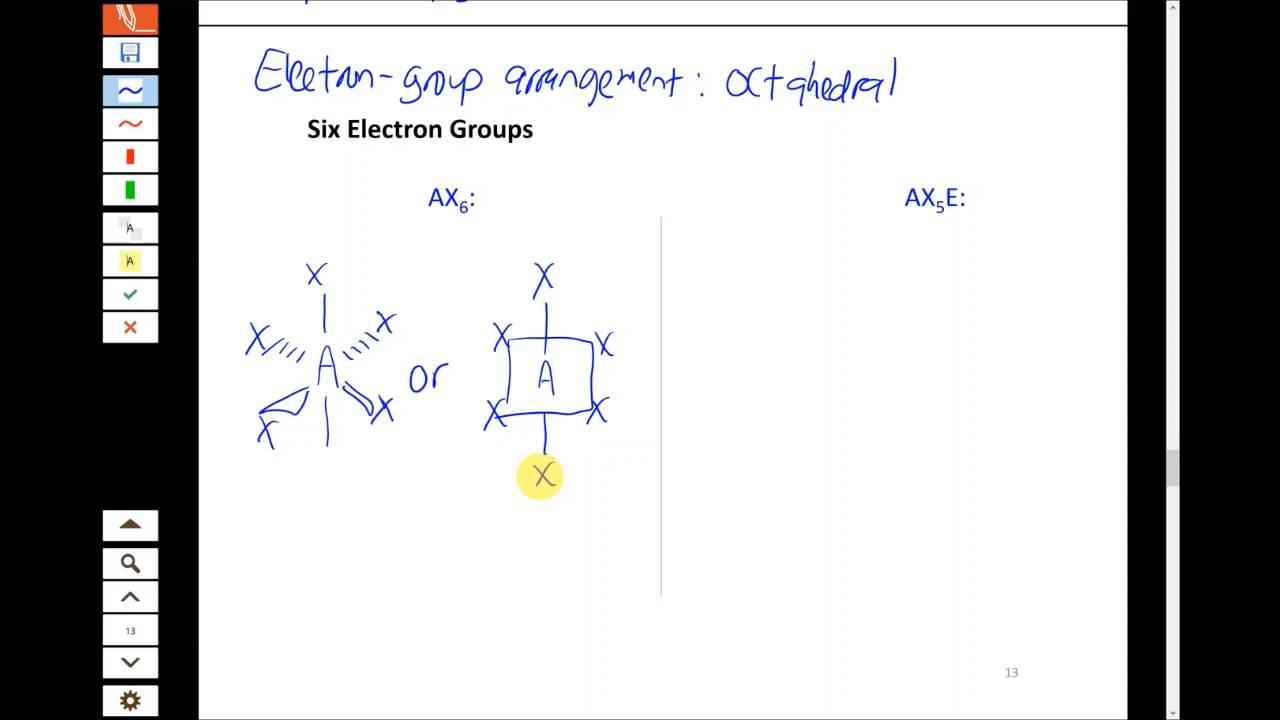 Electron-group arrangement: octahedral
Six Electron Groups
AX₆:
AX₅E:
X
X
X
X
X
A
or
X
X
X
A
X
X
X
13
13